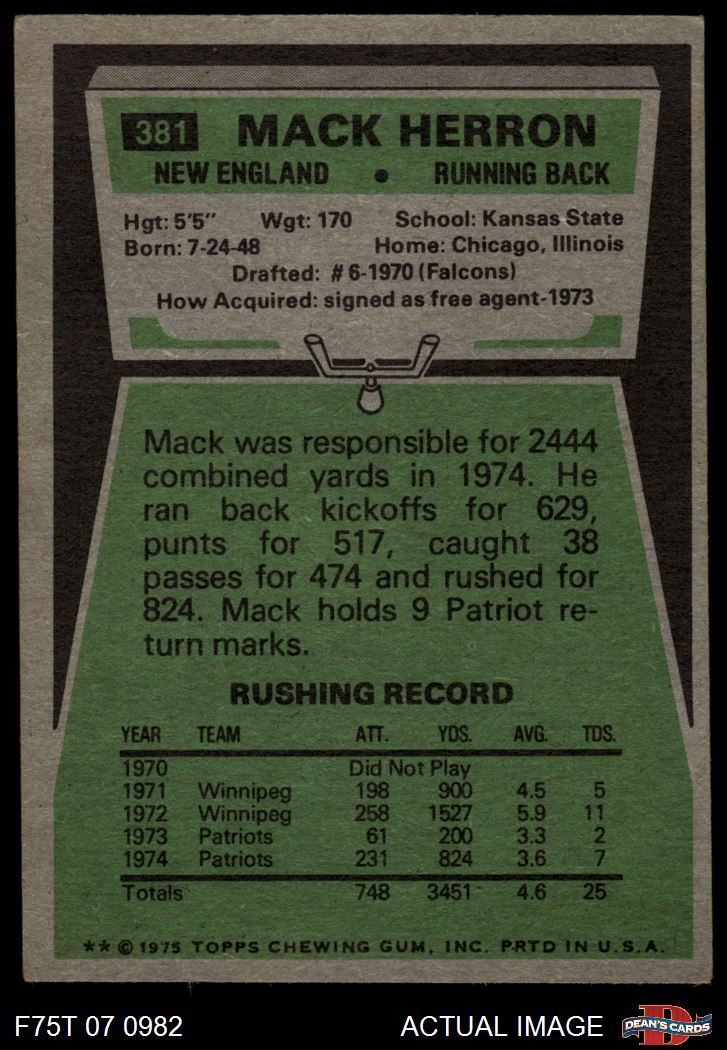 381 MACK HERRON
NEW ENGLAND • RUNNING BACK
Hgt: 5'5" Wgt: 170 School: Kansas State
Born: 7-24-48 Home: Chicago, Illinois
Drafted: #6-1970 (Falcons)
How Acquired: signed as free agent-1973
Mack was responsible for 2444
combined yards in 1974. He
ran back kickoffs for 629,
punts for 517, caught 38
passes for 474 and rushed for
824. Mack holds 9 Patriot re-
turn marks.
RUSHING RECORD
YEAR TEAM ATT. YDS. AVG. TDS.
1970 Did Not Play
1971 Winnipeg 198 900 4.5 5
1972 Winnipeg 258 1527 5.9 11
1973 Patriots 61 200 3.3 2
1974 Patriots 231 824 3.6 7
Totals 748 3451 4.6 25
** © 1975 TOPPS CHEWING GUM, INC. PRTD IN U.S.A.
F75T 07 0982 ACTUAL IMAGE D DEAN'S CARDS